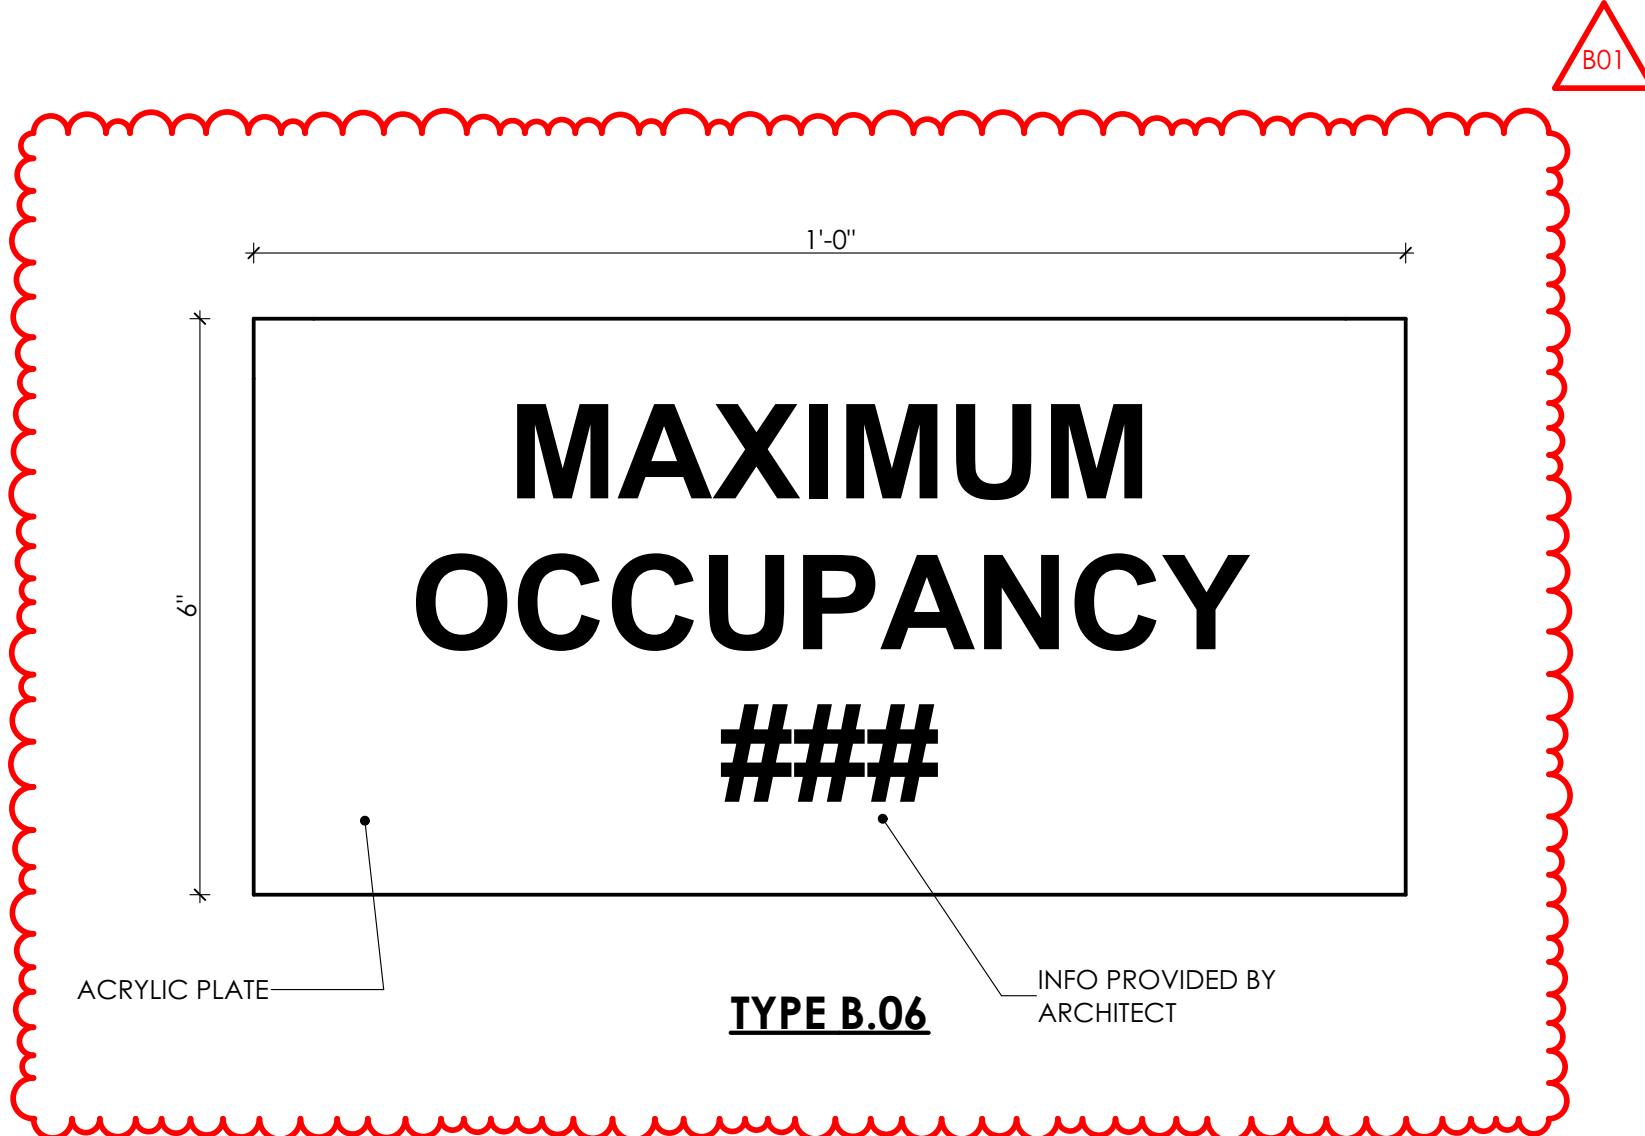 B01
1'-0"
MAXIMUM
OCCUPANCY
###
6"
ACRYLIC PLATE
INFO PROVIDED BY
ARCHITECT
TYPE B.06